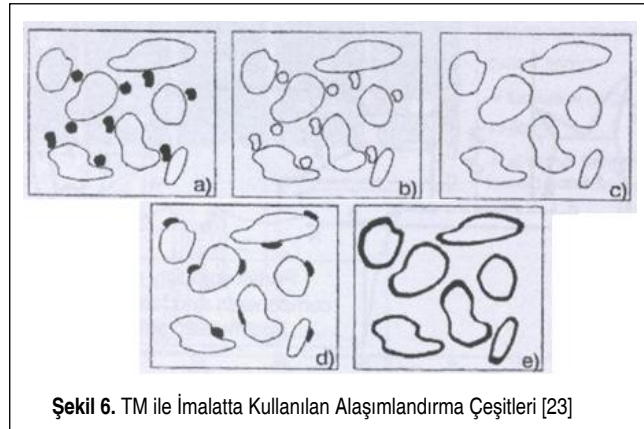 a)
b)
c)
d)
e)
Şekil 6. TM ile İmalatta Kullanılan Alaşımlandırma Çeşitleri [23]